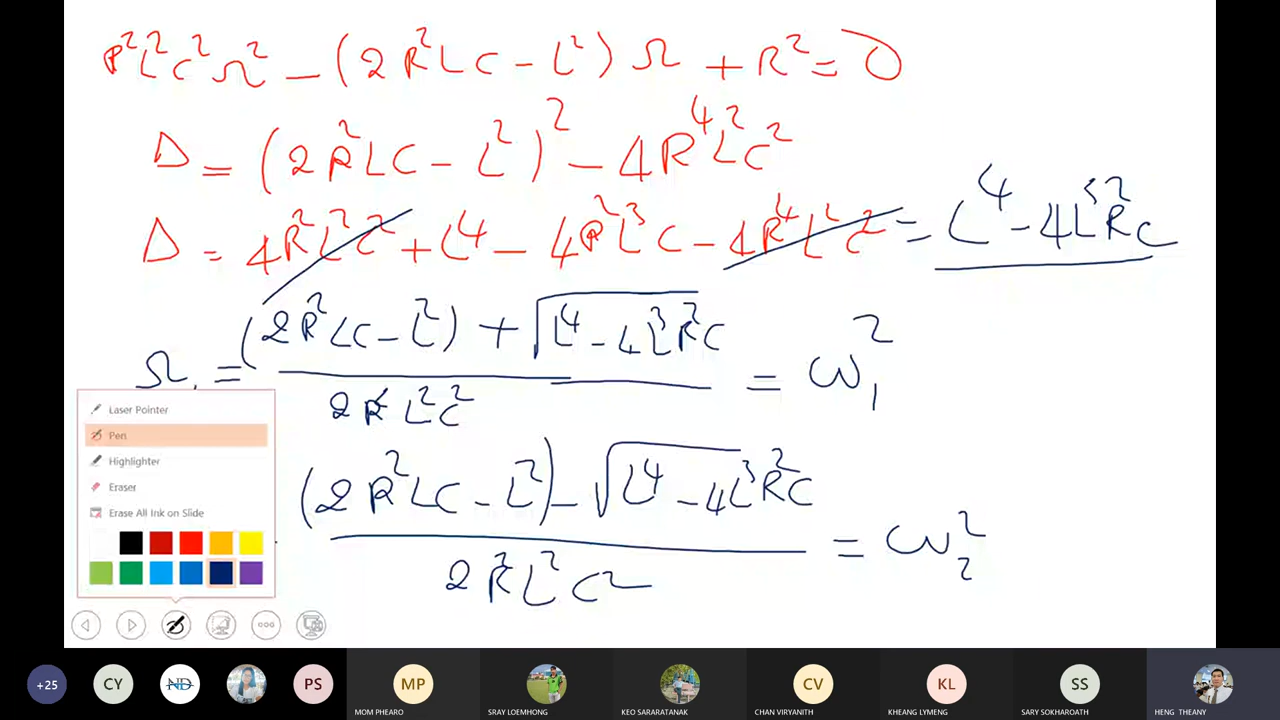 R²L²C²Ω² – (2R²LC – L²) Ω + R² = 0
Δ = (2R²LC – L²)² – 4R⁴L²C²
Δ = 4R²L²C² + L⁴ – 4R²L³C – 4R⁴L²C² = L⁴ – 4L³R²C
Ω₁ = (2R²LC – L²) + √L⁴ – 4L³R²C / 2R²L²C² = ω₁²
(2R²LC – L²) – √L⁴ – 4L³R²C / 2R²L²C² = ω₂²
Laser Pointer
Pen
Highlighter
Eraser
Erase All Ink on Slide
+25
CY
ND
PS
MP
CV
KL
SS
MOM PHEARO
SRAY LOEMHONG
KEO SARARATANAK
CHAN VIRYANITH
KHEANG LYMENG
SARY SOKHAROATH
HENG THEANY